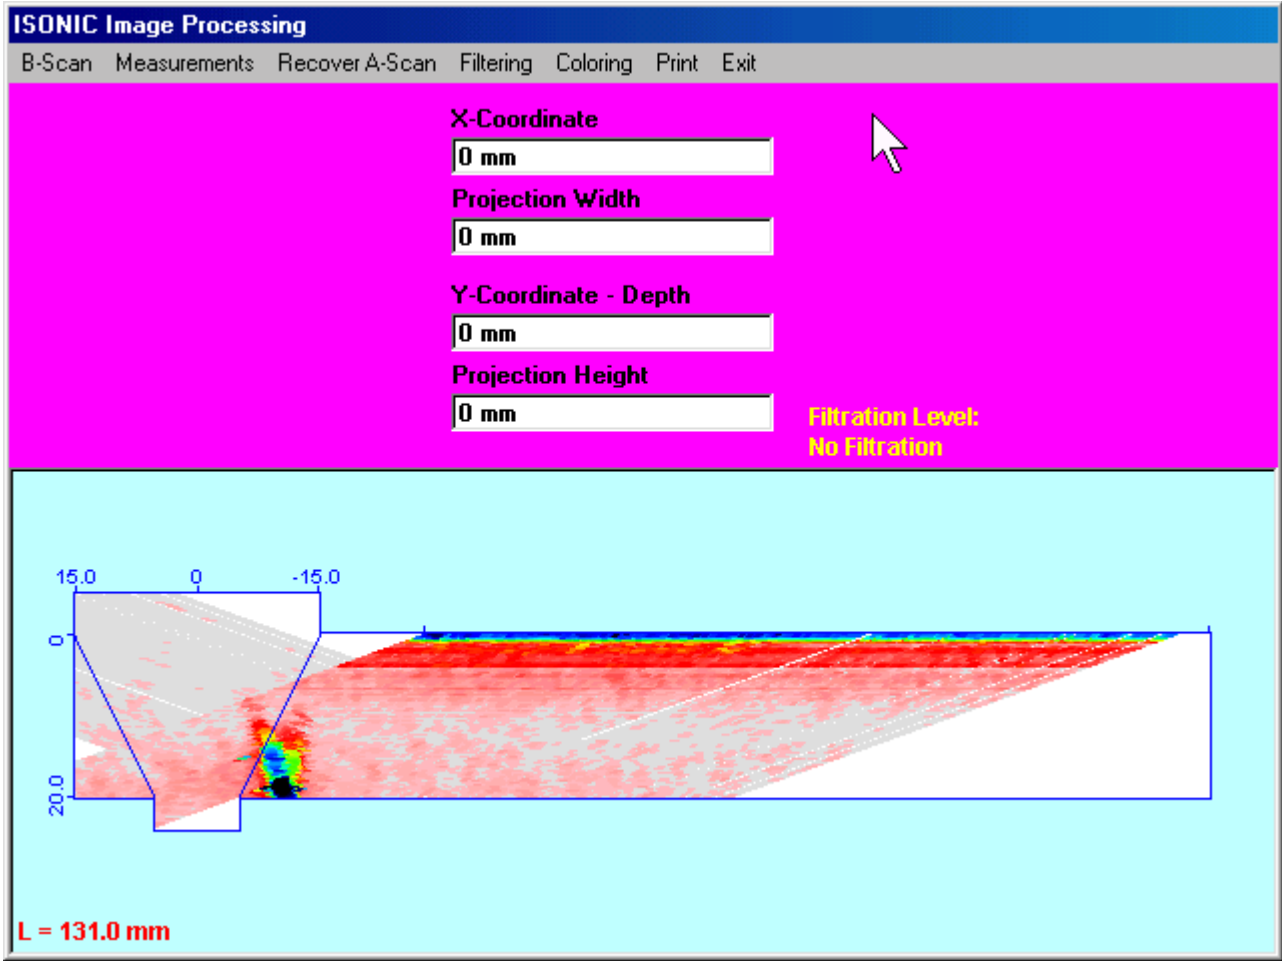 ISONIC Image Processing
B-Scan Measurements Recover A-Scan Filtering Coloring Print Exit
X-Coordinate
0 mm
Projection Width
0 mm
Y-Coordinate - Depth
0 mm
Projection Height
0 mm
Filtration Level:
No Filtration
15.0 0 -15.0
0
20.0
L = 131.0 mm